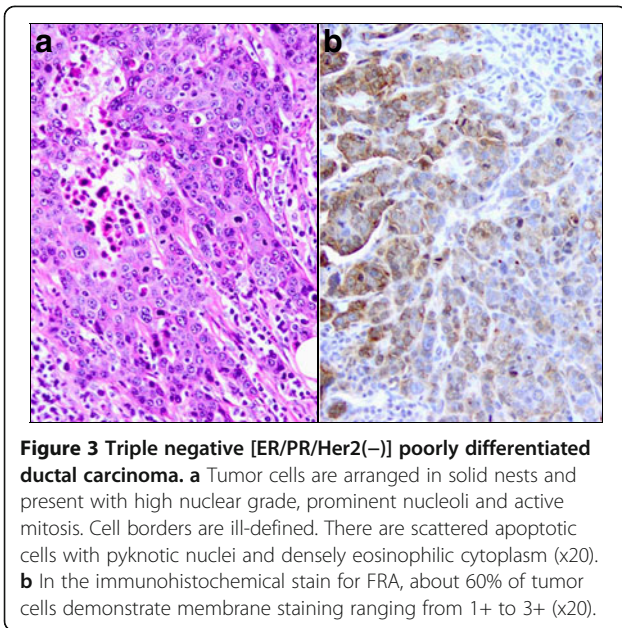 a b
Figure 3 Triple negative [ER/PR/Her2(−)] poorly differentiated
ductal carcinoma. a Tumor cells are arranged in solid nests and
present with high nuclear grade, prominent nucleoli and active
mitosis. Cell borders are ill-defined. There are scattered apoptotic
cells with pyknotic nuclei and densely eosinophilic cytoplasm (x20).
b In the immunohistochemical stain for FRA, about 60% of tumor
cells demonstrate membrane staining ranging from 1+ to 3+ (x20).